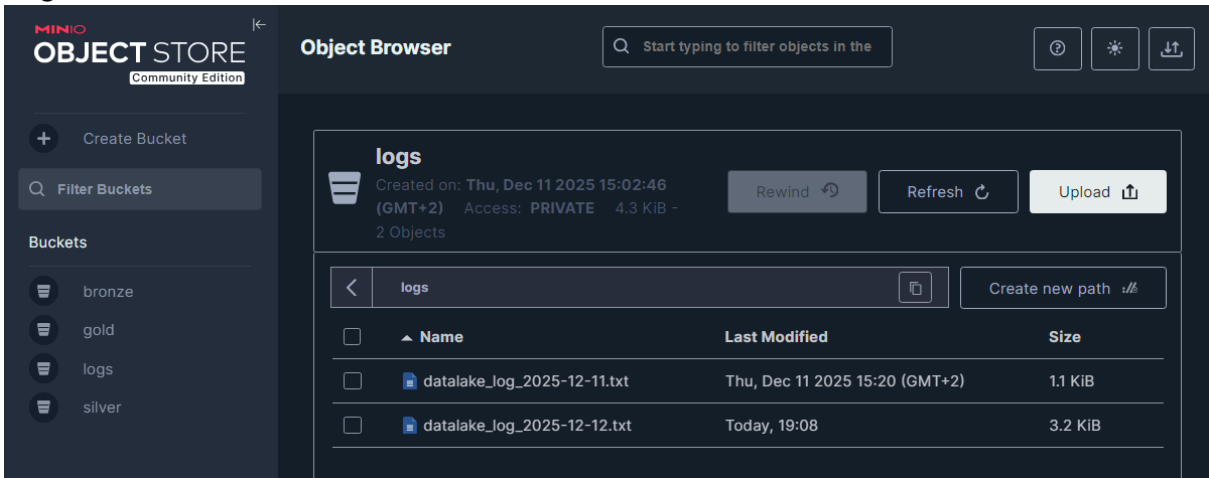 MINIO
OBJECT STORE
Community Edition
Object Browser
Start typing to filter objects in the
Create Bucket
Filter Buckets
Buckets
bronze
gold
logs
silver
logs
Created on: Thu, Dec 11 2025 15:02:46
(GMT+2) Access: PRIVATE 4.3 KiB -
2 Objects
Rewind
Refresh
Upload
logs
Create new path
Name Last Modified Size
datalake_log_2025-12-11.txt Thu, Dec 11 2025 15:20 (GMT+2) 1.1 KiB
datalake_log_2025-12-12.txt Today, 19:08 3.2 KiB